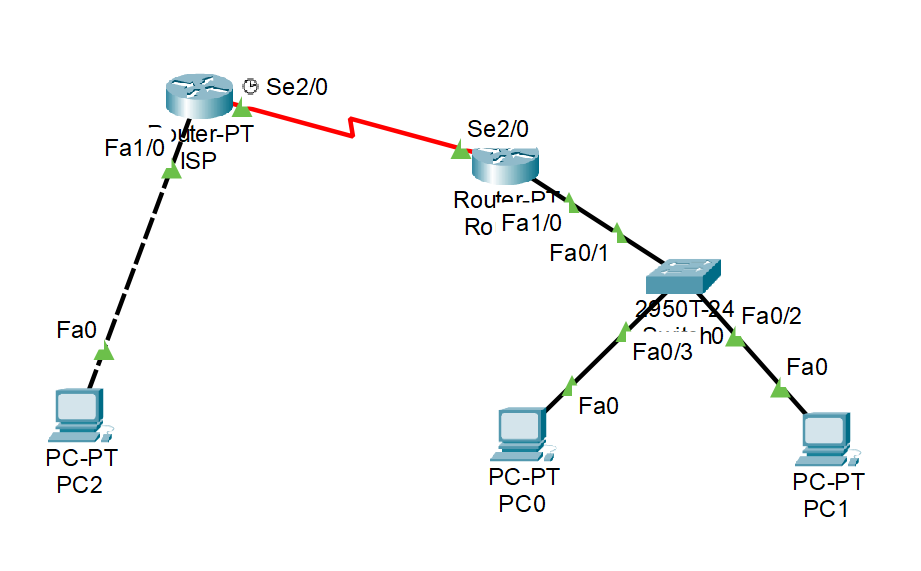 Se2/0
Router-PT
ISP
Fa1/0
Se2/0
Router-PT
Ro
Fa1/0
Fa0/1
2950T-24
Fa0/2
Fa0/3
Fa0
Fa0
Fa0
PC-PT
PC2
PC-PT
PC0
PC-PT
PC1